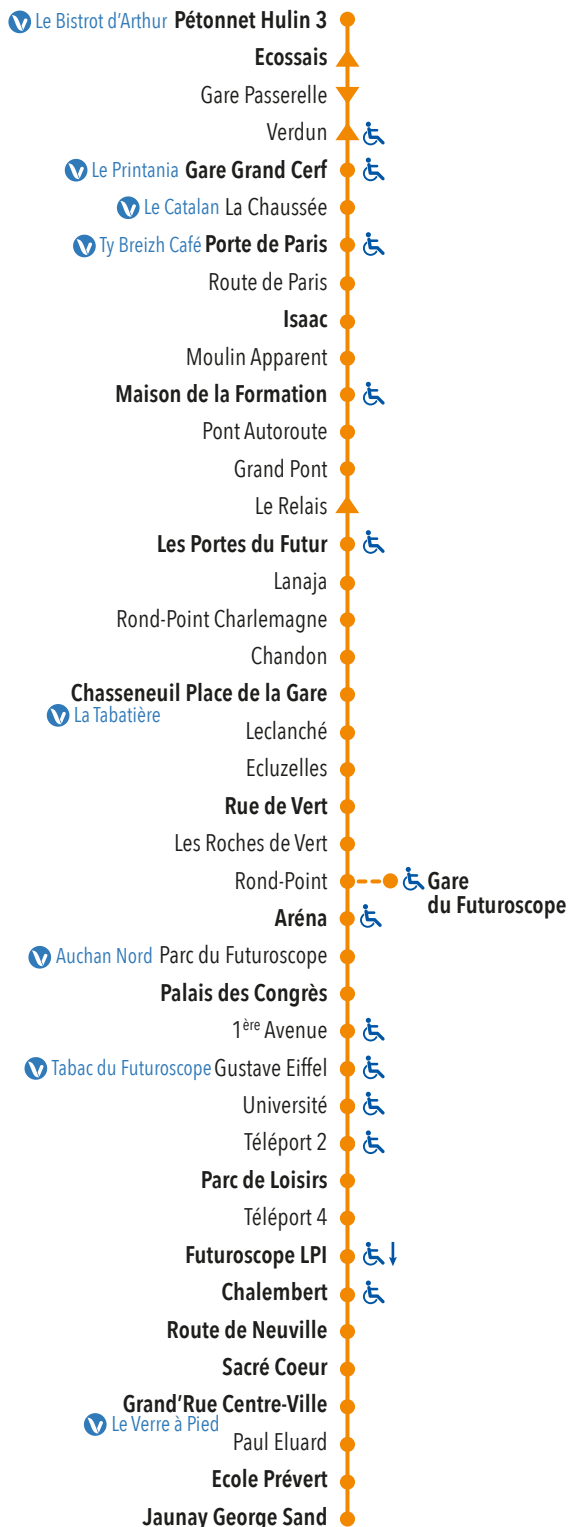 Le Bistrot d'Arthur Pétonnet Hulin 3
Ecossais
Gare Passerelle
Verdun
Le Printania Gare Grand Cerf
Le Catalan La Chaussée
Ty Breizh Café Porte de Paris
Route de Paris
Isaac
Moulin Apparent
Maison de la Formation
Pont Autoroute
Grand Pont
Le Relais
Les Portes du Futur
Lanaja
Rond-Point Charlemagne
Chandon
Chasseneuil Place de la Gare
La Tabatière
Leclanché
Ecluzelles
Rue de Vert
Les Roches de Vert
Rond-Point
Gare
du Futuroscope
Aréna
Auchan Nord Parc du Futuroscope
Palais des Congrès
1ère Avenue
Tabac du Futuroscope Gustave Eiffel
Université
Téléport 2
Parc de Loisirs
Téléport 4
Futuroscope LPI
Chalembert
Route de Neuville
Sacré Coeur
Grand'Rue Centre-Ville
Le Verre à Pied
Paul Eluard
Ecole Prévert
Jaunay George Sand